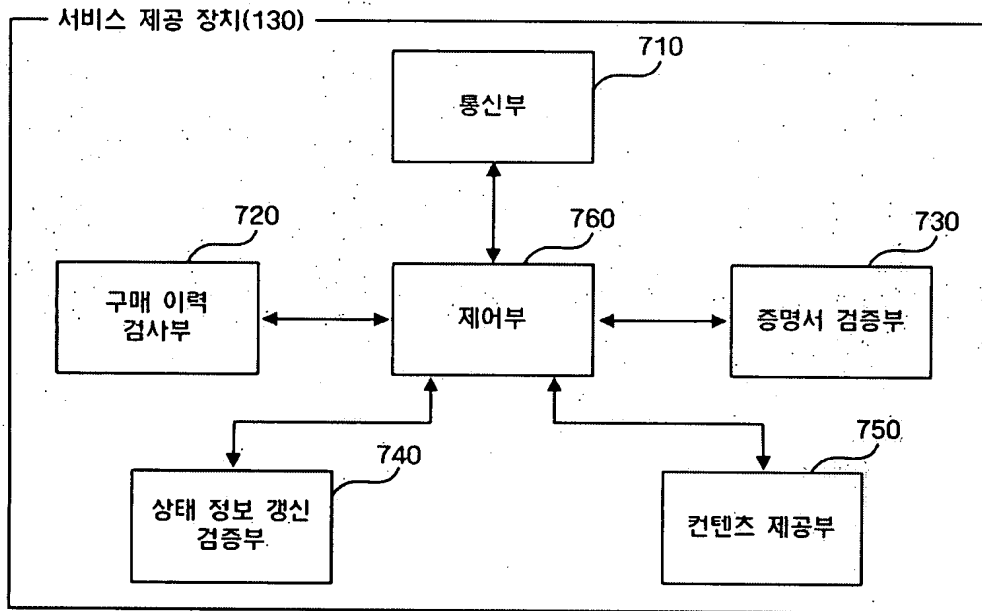 서비스 제공 장치(130)
710
통신부
720
760
730
구매 이력
검사부
제어부
증명서 검증부
740
750
상태 정보 갱신
검증부
컨텐츠 제공부